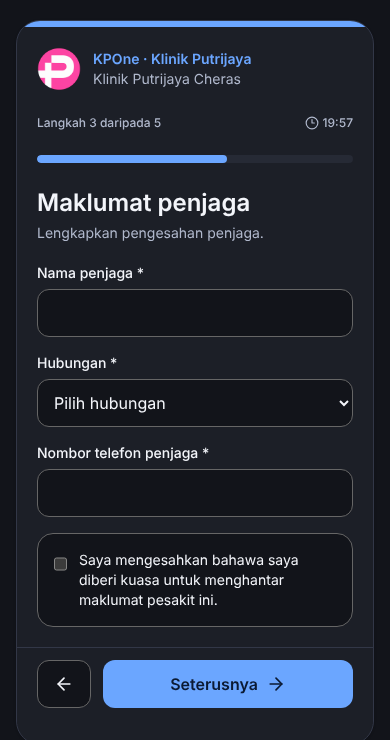 KPOne · Klinik Putrijaya
Klinik Putrijaya Cheras
Langkah 3 daripada 5
19:57
Maklumat penjaga
Lengkapkan pengesahan penjaga.
Nama penjaga *
Hubungan *
Pilih hubungan
Nombor telefon penjaga *
Saya mengesahkan bahawa saya
diberi kuasa untuk menghantar
maklumat pesakit ini.
Seterusnya